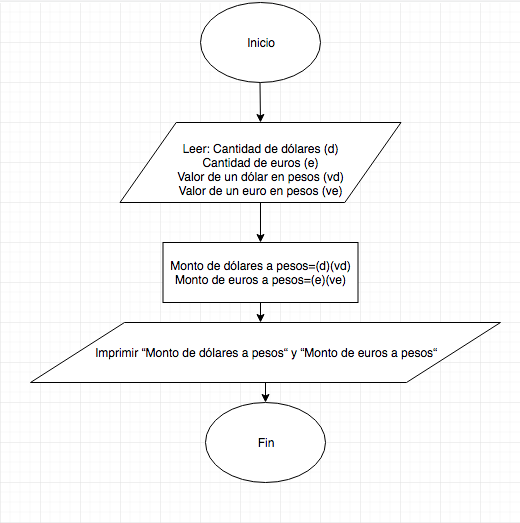 Inicio
Leer: Cantidad de dólares (d)
Cantidad de euros (e)
Valor de un dólar en pesos (vd)
Valor de un euro en pesos (ve)
Monto de dólares a pesos=(d)(vd)
Monto de euros a pesos=(e)(ve)
Imprimir “Monto de dólares a pesos“ y “Monto de euros a pesos“
Fin